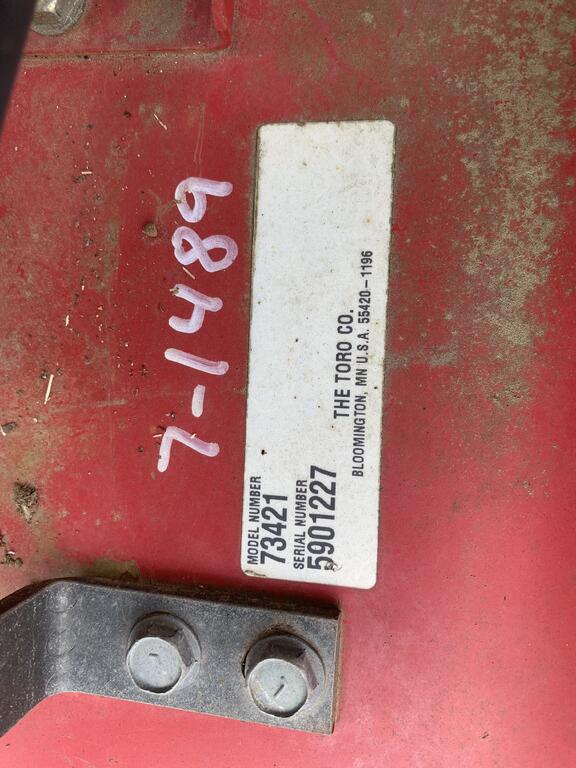 7-1489
MODEL NUMBER
73421
SERIAL NUMBER
5901227
THE TORO CO.
BLOOMINGTON, MN U.S.A. 55420-1196